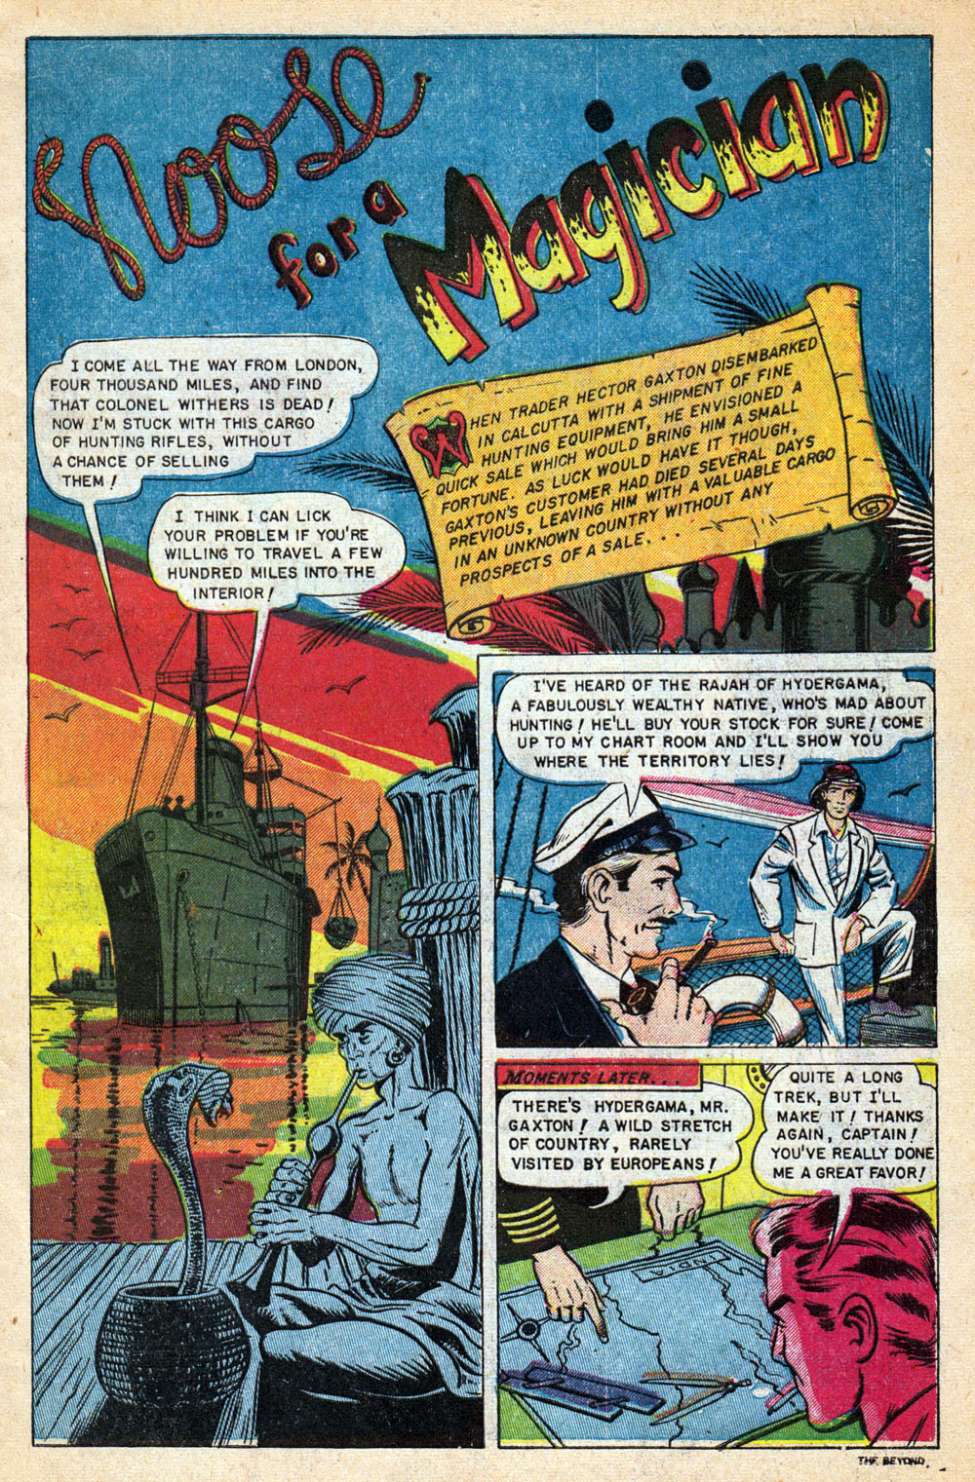 Noose
for a
Magician
I COME ALL THE WAY FROM LONDON,
FOUR THOUSAND MILES, AND FIND
THAT COLONEL WITHERS IS DEAD!
NOW I'M STUCK WITH THIS CARGO
OF HUNTING RIFLES, WITHOUT
A CHANCE OF SELLING
THEM!
I THINK I CAN LICK
YOUR PROBLEM IF YOU'RE
WILLING TO TRAVEL A FEW
HUNDRED MILES INTO THE
INTERIOR!
WHEN TRADER HECTOR GAXTON DISEMBARKED
IN CALCUTTA WITH A SHIPMENT OF FINE
HUNTING EQUIPMENT, HE ENVISIONED A
QUICK SALE WHICH WOULD BRING HIM A SMALL
FORTUNE. AS LUCK WOULD HAVE IT THOUGH,
GAXTON'S CUSTOMER HAD DIED SEVERAL DAYS
PREVIOUS, LEAVING HIM WITH A VALUABLE CARGO
IN AN UNKNOWN COUNTRY WITHOUT ANY
PROSPECTS OF A SALE. . .
I'VE HEARD OF THE RAJAH OF HYDERGAMA,
A FABULOUSLY WEALTHY NATIVE, WHO'S MAD ABOUT
HUNTING! HE'LL BUY YOUR STOCK FOR SURE! COME
UP TO MY CHART ROOM AND I'LL SHOW YOU
WHERE THE TERRITORY LIES!
MOMENTS LATER. . .
THERE'S HYDERGAMA, MR.
GAXTON! A WILD STRETCH
OF COUNTRY, RARELY
VISITED BY EUROPEANS!
QUITE A LONG
TREK, BUT I'LL
MAKE IT! THANKS
AGAIN, CAPTAIN!
YOU'VE REALLY DONE
ME A GREAT FAVOR!
INDIA
THE BEYOND